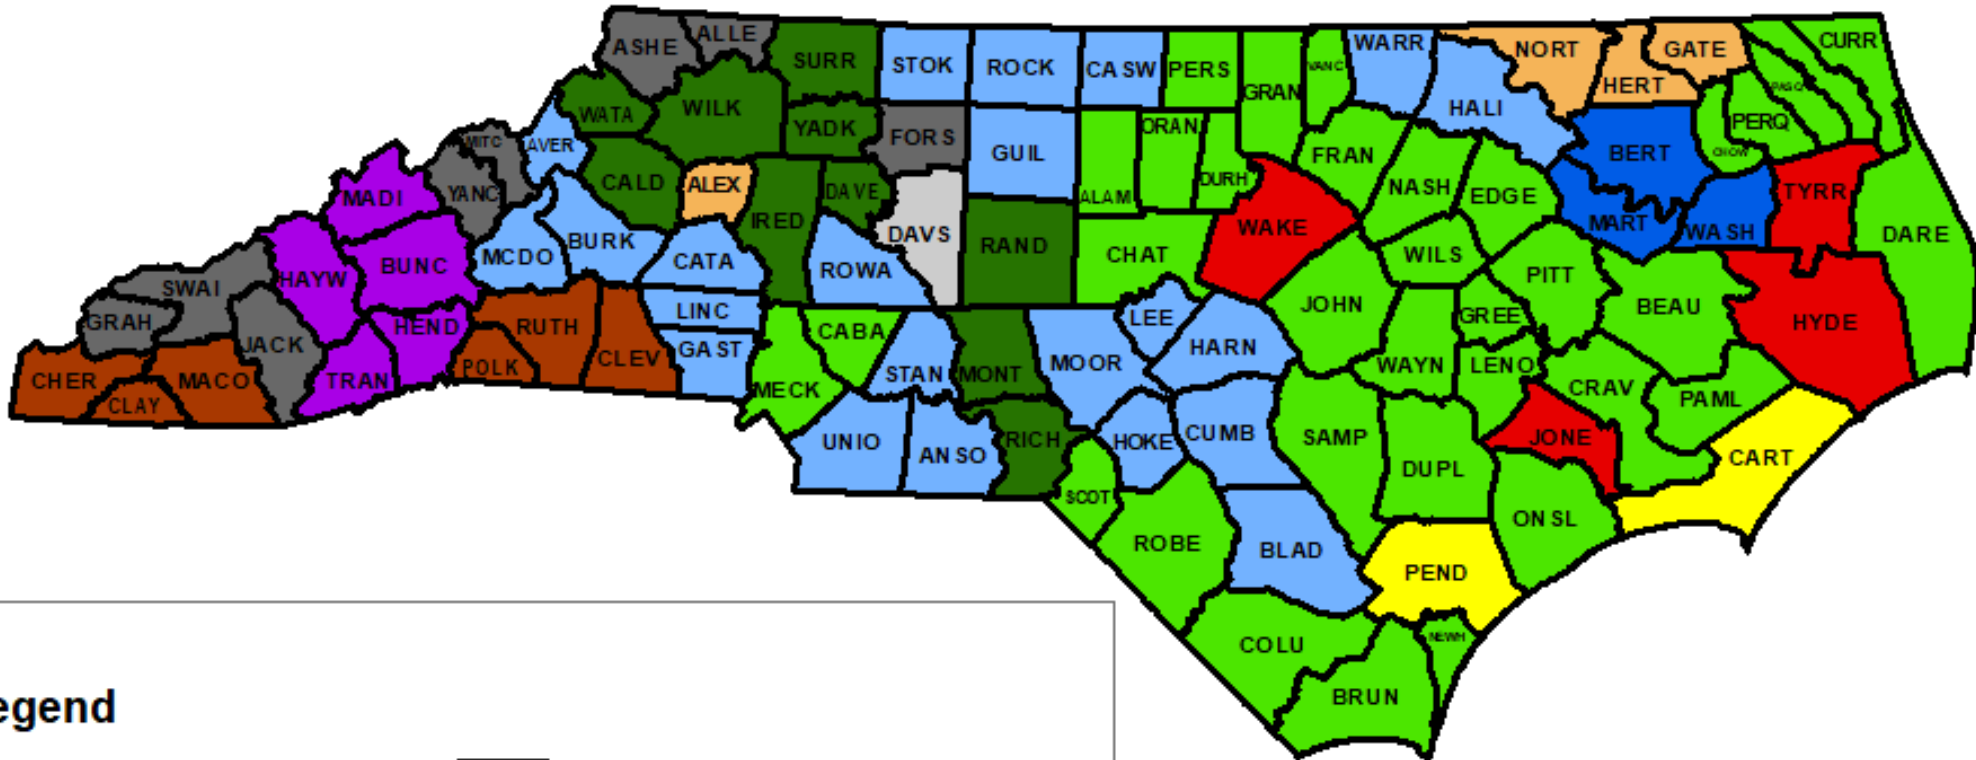 ASHE
ALLE
SURR
STOK
ROCK
CASW
PERS
GRAN
VANC
WARR
HALI
NORT
HERT
GATE
CURR
PASQ
PERQ
CHOW
WATA
WILK
YADK
FORS
GUIL
ALAM
ORAN
DURH
FRAN
NASH
EDGE
BERT
MART
WASH
TYRR
DARE
MITC
AVER
YANC
CALD
ALEX
IRED
DAVE
DAVS
RAND
CHAT
WAKE
WILS
PITT
BEAU
HYDE
MADI
BUNC
HAYW
MCDO
BURK
CATA
ROWA
LINC
SWAI
GRAH
JACK
HEND
TRAN
RUTH
POLK
CLEV
GAST
MECK
CABA
STAN
MONT
MOOR
LEE
HARN
JOHN
WAYN
GREE
LENO
CRAV
PAML
CHER
CLAY
MACO
UNIO
ANSO
RICH
HOKE
CUMB
SAMP
DUPL
JONE
CART
SCOT
ROBE
BLAD
PEND
ONSL
COLU
BRUN
NEWH
egend